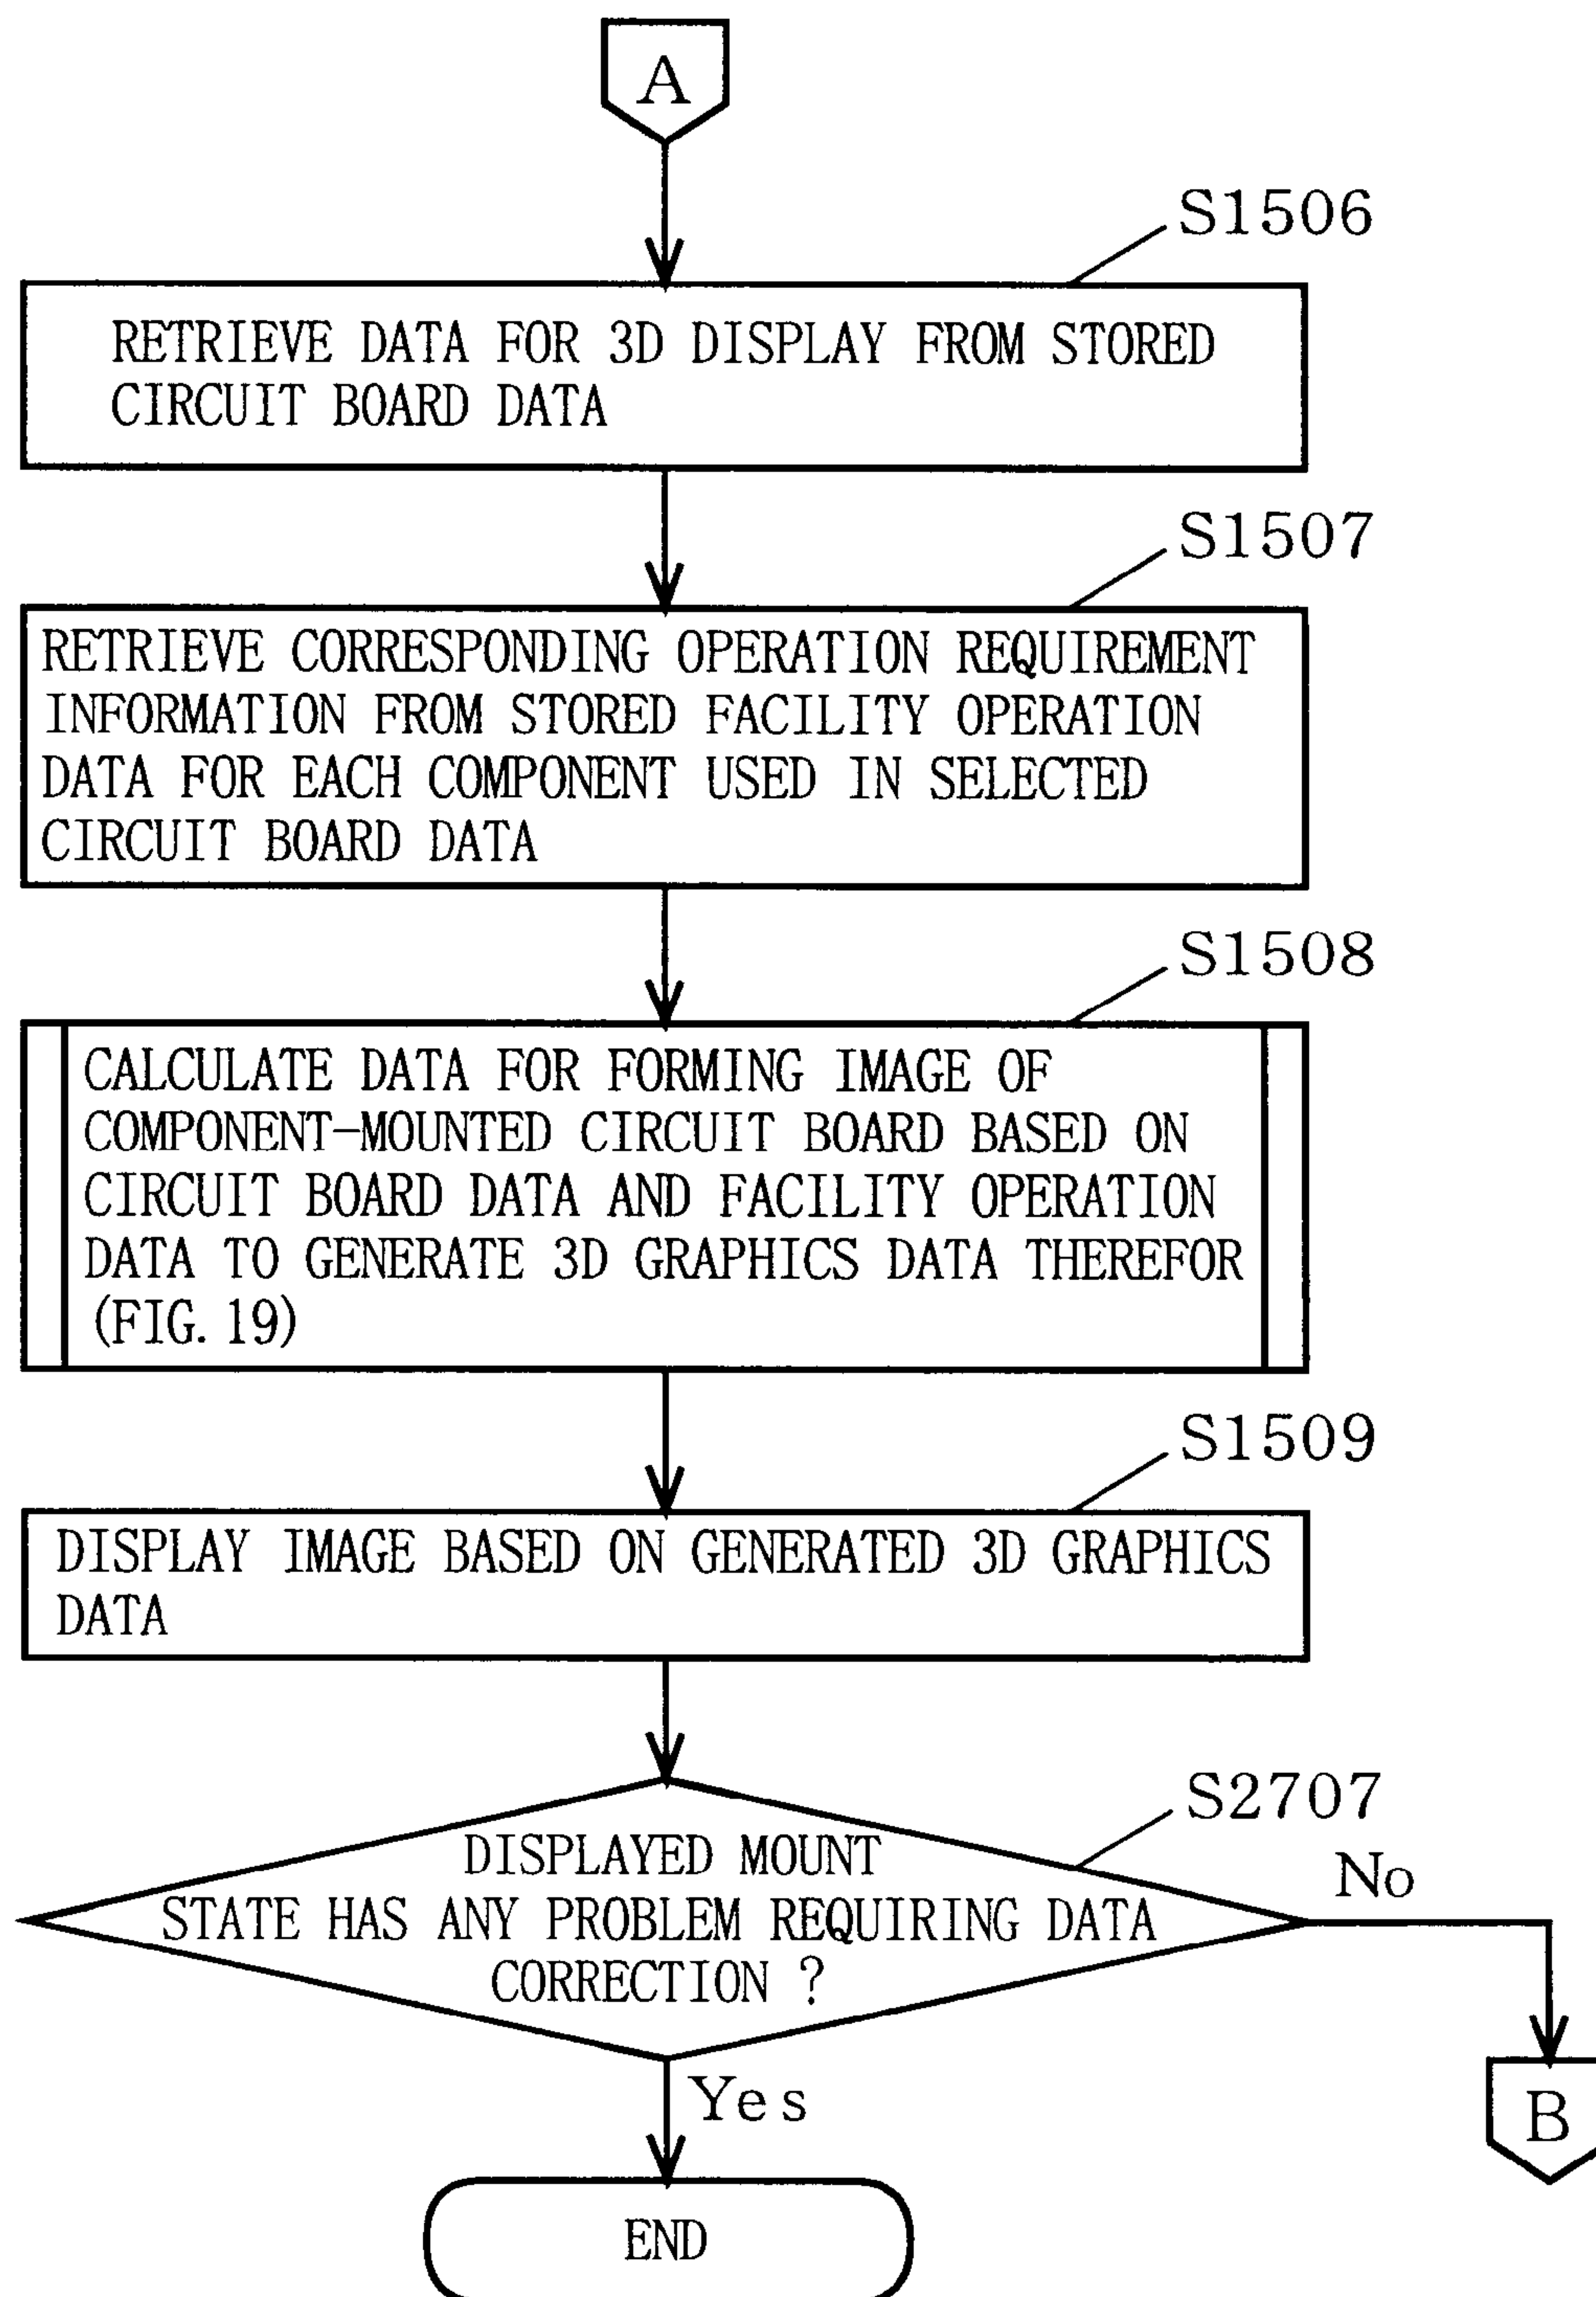 A
S1506
RETRIEVE DATA FOR 3D DISPLAY FROM STORED
CIRCUIT BOARD DATA
S1507
RETRIEVE CORRESPONDING OPERATION REQUIREMENT
INFORMATION FROM STORED FACILITY OPERATION
DATA FOR EACH COMPONENT USED IN SELECTED
CIRCUIT BOARD DATA
S1508
CALCULATE DATA FOR FORMING IMAGE OF
COMPONENT-MOUNTED CIRCUIT BOARD BASED ON
CIRCUIT BOARD DATA AND FACILITY OPERATION
DATA TO GENERATE 3D GRAPHICS DATA THEREFOR
(FIG. 19)
S1509
DISPLAY IMAGE BASED ON GENERATED 3D GRAPHICS
DATA
S2707
DISPLAYED MOUNT
STATE HAS ANY PROBLEM REQUIRING DATA
CORRECTION ?
No
Yes
B
END